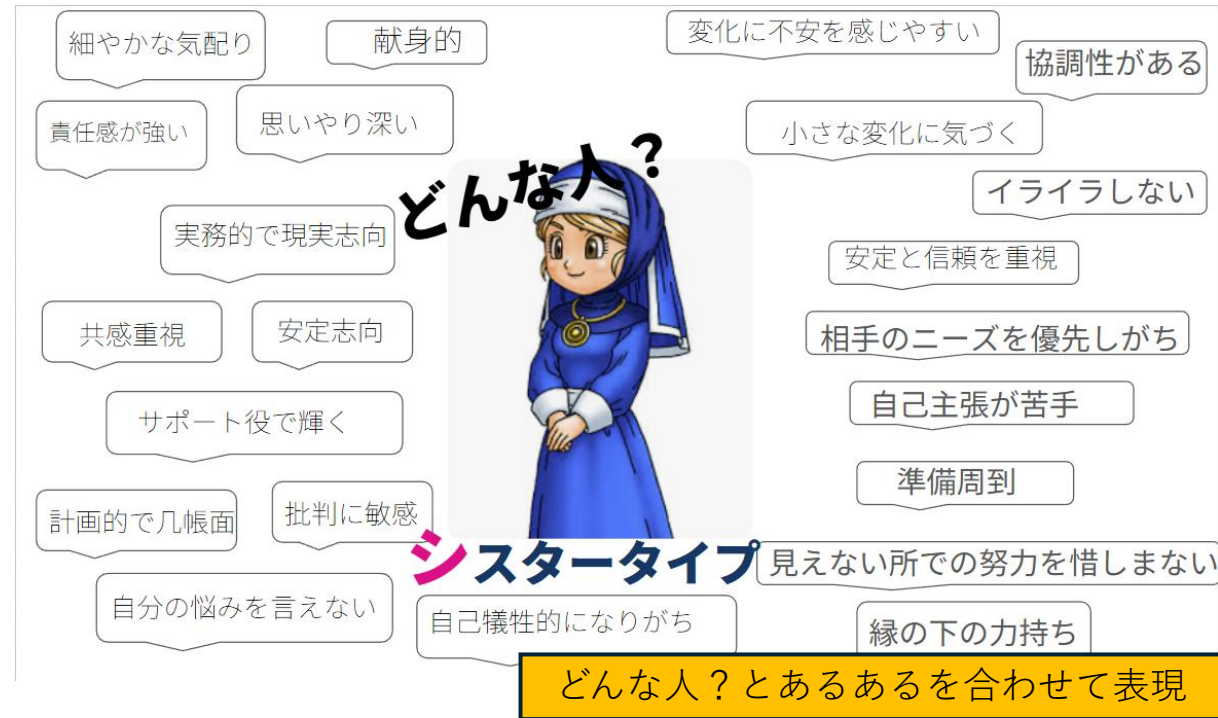 細やかな気配り
献身的
変化に不安を感じやすい
協調性がある
責任感が強い
思いやり深い
小さな変化に気づく
どんな人？
イライラしない
実務的で現実志向
安定と信頼を重視
共感重視
安定志向
相手のニーズを優先しがち
サポート役で輝く
自己主張が苦手
準備周到
計画的で几帳面
批判に敏感
シスタータイプ
見えない所での努力を惜しまない
自分の悩みを言えない
自己犠牲的になりがち
縁の下の力持ち
どんな人？とあるあるを合わせて表現